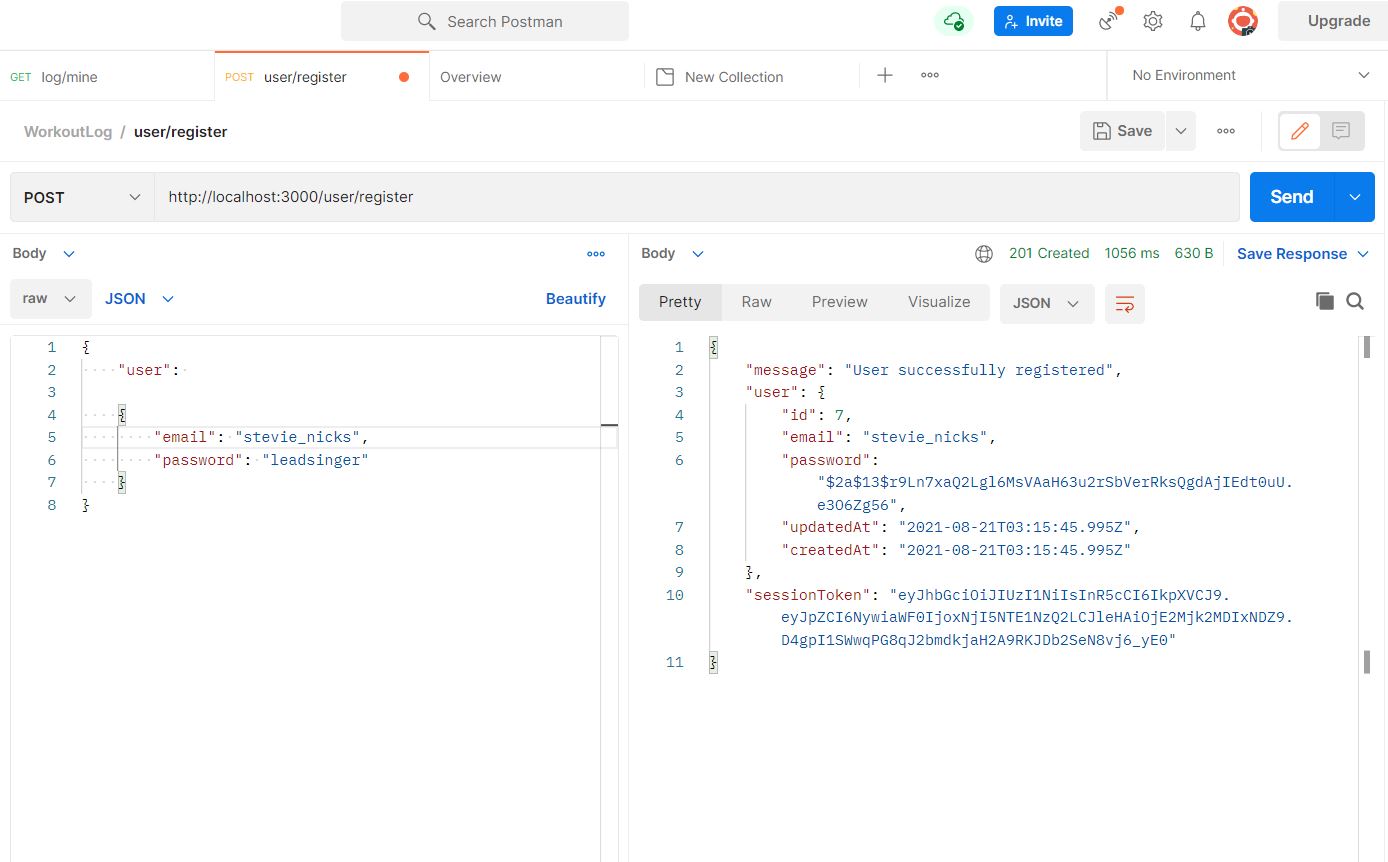 Search Postman
Invite
Upgrade
GET log/mine
POST user/register
Overview
New Collection
No Environment
WorkoutLog / user/register
Save
POST
http://localhost:3000/user/register
Send
Body
raw
JSON
Beautify
1 {
2 "user":
3
4 {
5 "email": "stevie_nicks",
6 "password": "leadsinger"
7 }
8 }
Body
201 Created 1056 ms 630 B
Save Response
Pretty Raw Preview Visualize
JSON
1 {
2 "message": "User successfully registered",
3 "user": {
4 "id": 7,
5 "email": "stevie_nicks",
6 "password":
"$2a$13$r9Ln7xaQ2Lgl6MsVAaH63u2rSbVerRksQgdAjIEdt0uU.
e3O6Zg56",
7 "updatedAt": "2021-08-21T03:15:45.995Z",
8 "createdAt": "2021-08-21T03:15:45.995Z"
9 },
10 "sessionToken": "eyJhbGciOiJIUzI1NiIsInR5cCI6IkpXVCJ9.
eyJpZCI6NywiaWF0IjoxNjI5NTE1NzQ2LCJleHAiOjE2Mjk2MDIxNDZ9.
D4gpI1SWwqPG8qJ2bmdkjaH2A9RKJDb2SeN8vj6_yE0"
11 }